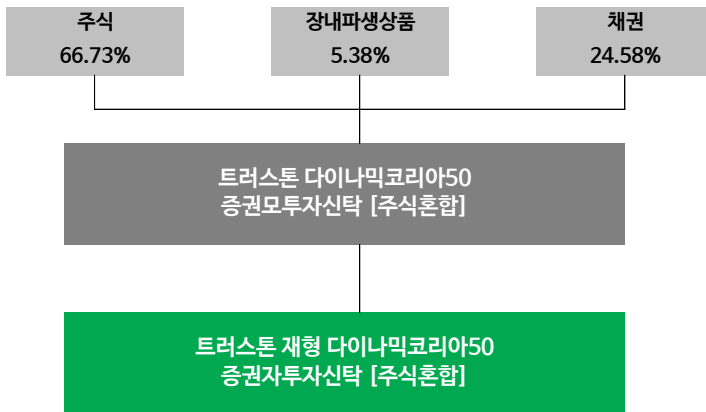 주식
66.73%
장내파생상품
5.38%
채권
24.58%
트러스톤 다이나믹코리아50
증권모투자신탁 [주식혼합]
트러스톤 재형 다이나믹코리아50
증권자투자신탁 [주식혼합]